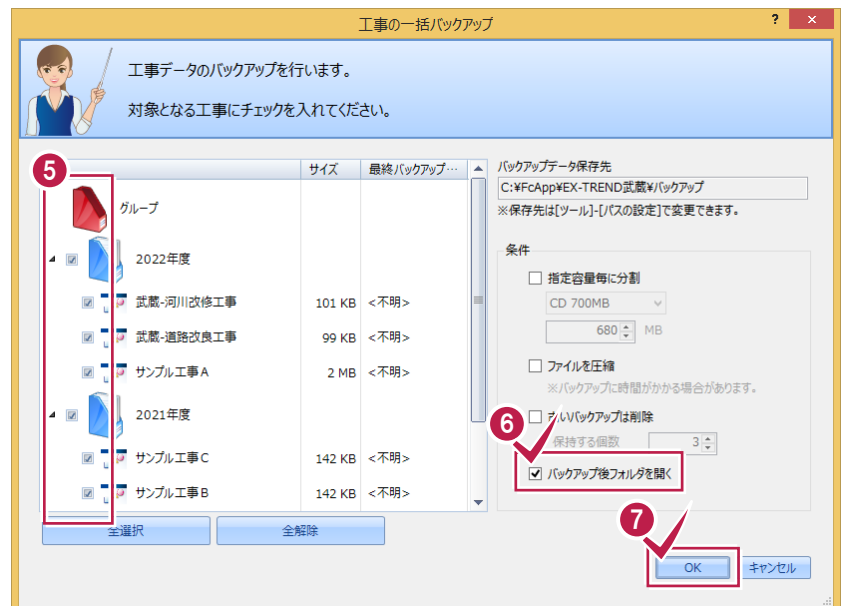 工事の一括バックアップ
?
×
工事データのバックアップを行います。
対象となる工事にチェックを入れてください。
5
サイズ
最終バックアップ…
グループ
2022年度
武蔵-河川改修工事 101 KB <不明>
武蔵-道路改良工事 99 KB <不明>
サンプル工事A 2 MB <不明>
2021年度
サンプル工事C 142 KB <不明>
サンプル工事B 142 KB <不明>
全選択
全解除
バックアップデータ保存先
C:¥FcApp¥EX-TREND武蔵¥バックアップ
※保存先は[ツール]-[パスの設定]で変更できます。
条件
指定容量毎に分割
CD 700MB
680 MB
ファイルを圧縮
※バックアップに時間がかかる場合があります。
6
古いバックアップは削除
保持する個数 3
バックアップ後フォルダを開く
7
OK
キャンセル